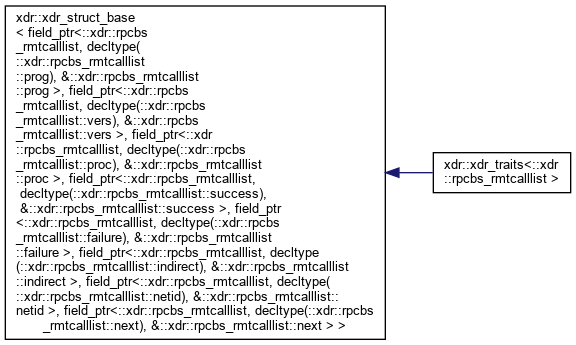 xdr::xdr_struct_base
< field_ptr<::xdr::rpcbs
_rmtcalllist, decltype(
::xdr::rpcbs_rmtcalllist
::prog), &::xdr::rpcbs_rmtcalllist
::prog >, field_ptr<::xdr::rpcbs
_rmtcalllist, decltype(::xdr::rpcbs
_rmtcalllist::vers), &::xdr::rpcbs
_rmtcalllist::vers >, field_ptr<::xdr
::rpcbs_rmtcalllist, decltype(::xdr::rpcbs
_rmtcalllist::proc), &::xdr::rpcbs_rmtcalllist
::proc >, field_ptr<::xdr::rpcbs_rmtcalllist,
decltype(::xdr::rpcbs_rmtcalllist::success),
&::xdr::rpcbs_rmtcalllist::success >, field_ptr
<::xdr::rpcbs_rmtcalllist, decltype(::xdr::rpcbs
_rmtcalllist::failure), &::xdr::rpcbs_rmtcalllist
::failure >, field_ptr<::xdr::rpcbs_rmtcalllist, decltype
(::xdr::rpcbs_rmtcalllist::indirect), &::xdr::rpcbs_rmtcalllist
::indirect >, field_ptr<::xdr::rpcbs_rmtcalllist, decltype(
::xdr::rpcbs_rmtcalllist::netid), &::xdr::rpcbs_rmtcalllist::
netid >, field_ptr<::xdr::rpcbs_rmtcalllist, decltype(::xdr::rpcbs
_rmtcalllist::next), &::xdr::rpcbs_rmtcalllist::next > >
xdr::xdr_traits<::xdr
::rpcbs_rmtcalllist >